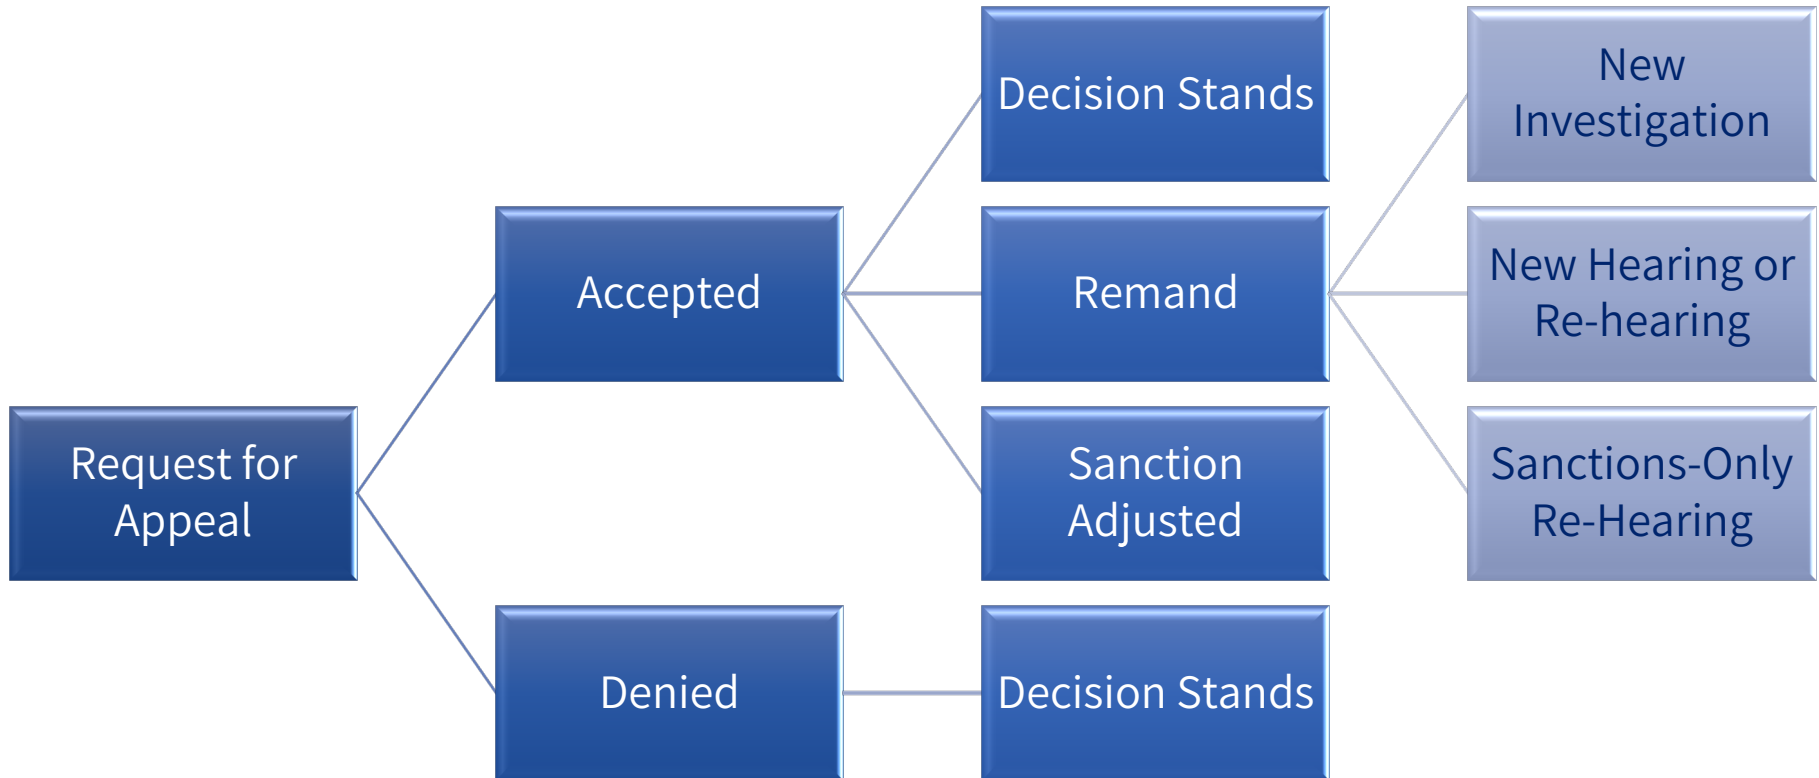 Request for
Appeal
Accepted
Denied
Decision Stands
Remand
Sanction
Adjusted
Decision Stands
New
Investigation
New Hearing or
Re-hearing
Sanctions-Only
Re-Hearing